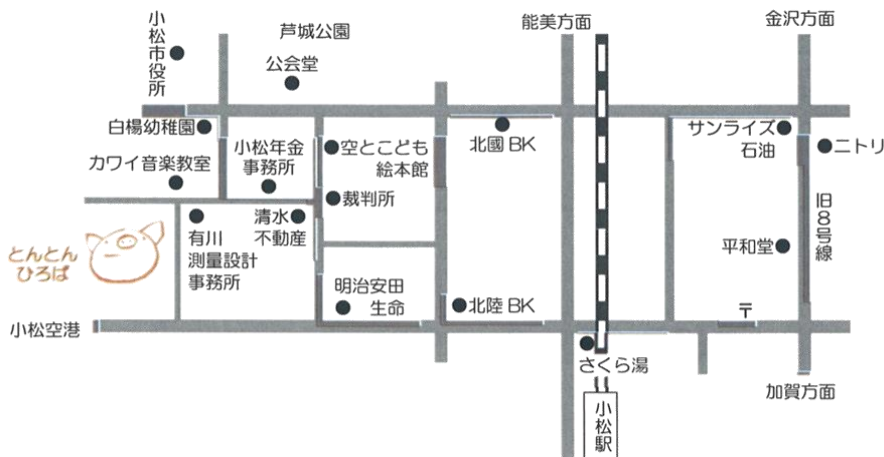 小松市役所
芦城公園
公会堂
能美方面
金沢方面
白楊幼稚園
カワイ音楽教室
小松年金
事務所
空とこども
絵本館
裁判所
北國 BK
サンライズ
石油
ニトリ
旧8号線
平和堂
とんとん
ひろば
有川
測量設計
事務所
清水
不動産
明治安田
生命
北陸 BK
〒
小松空港
さくら湯
小松駅
加賀方面